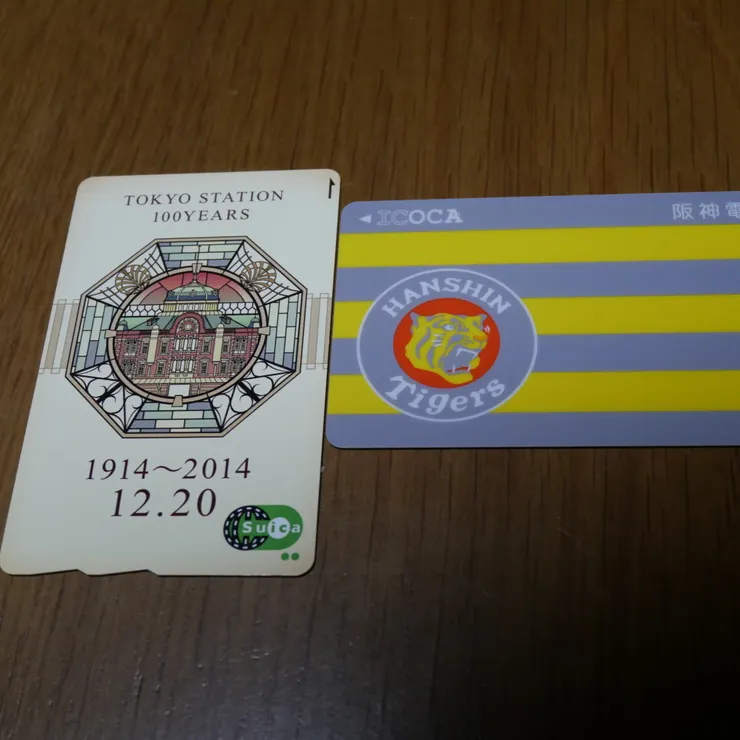 TOKYO STATION
100YEARS
1914～2014
12.20
Suica
ICOCA
阪神電
HANSHIN
Tigers